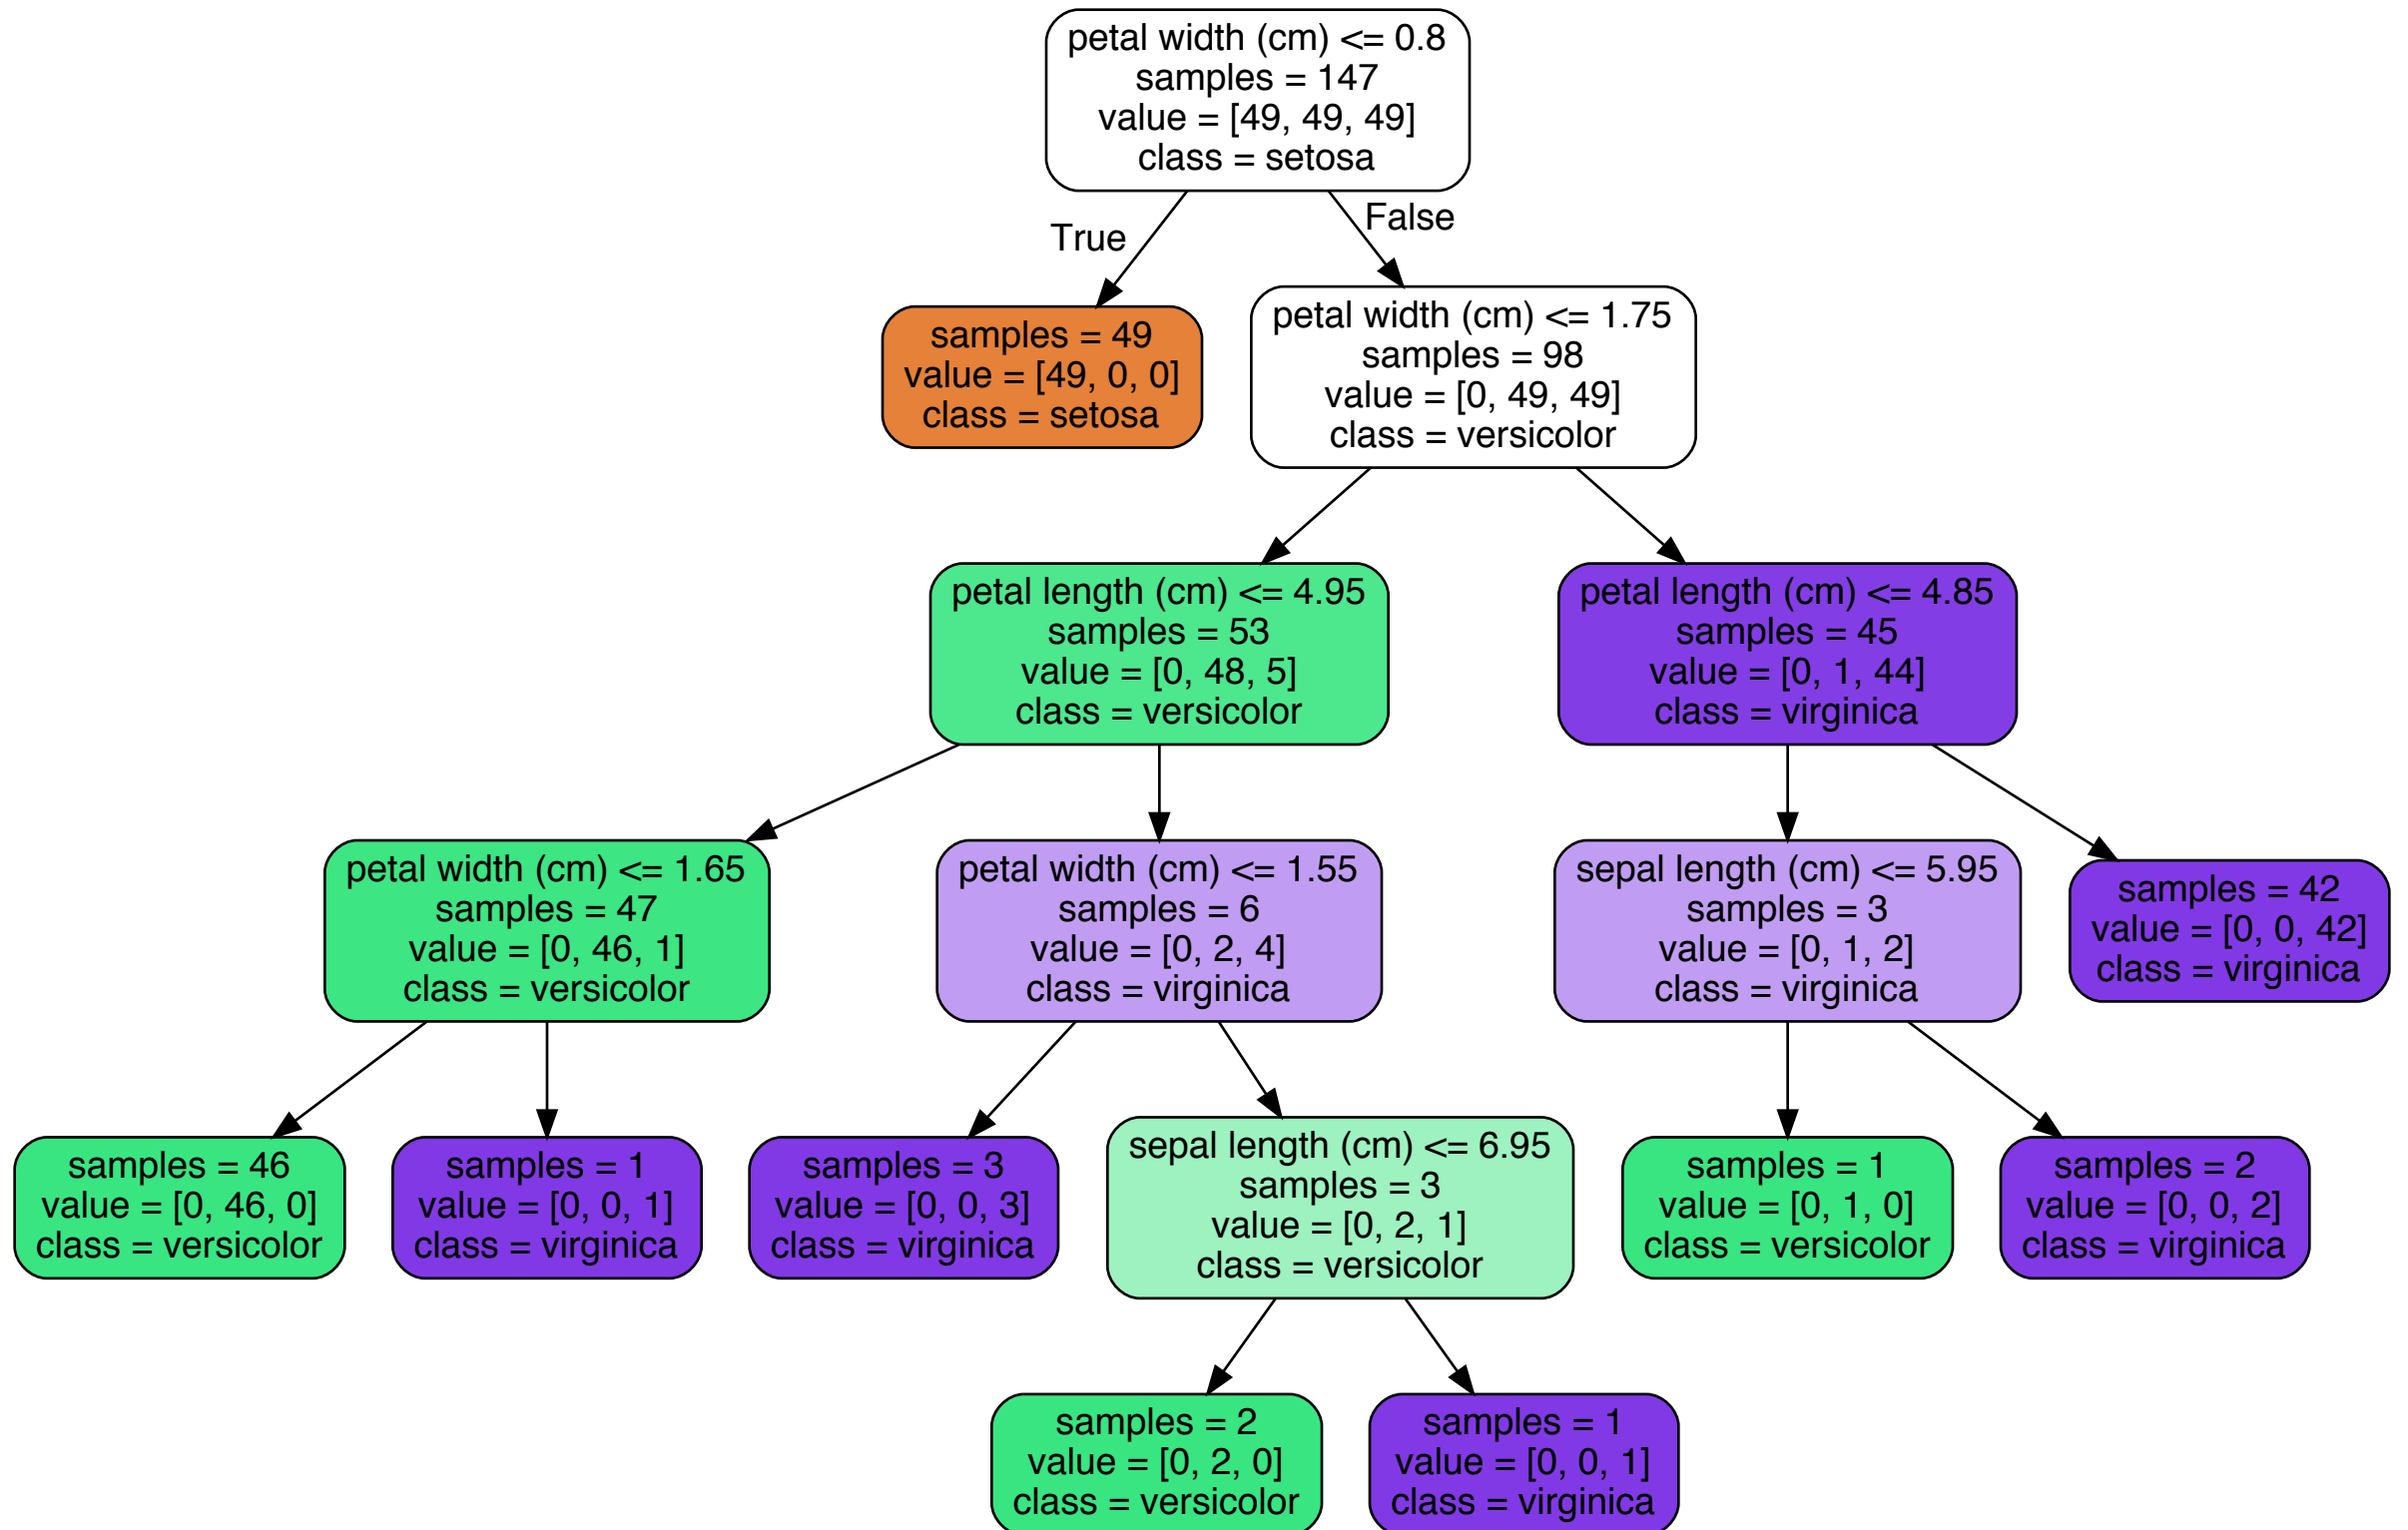 petal width (cm) <= 0.8
samples = 147
value = [49, 49, 49]
class = setosa
True
False
samples = 49
value = [49, 0, 0]
class = setosa
petal width (cm) <= 1.75
samples = 98
value = [0, 49, 49]
class = versicolor
petal length (cm) <= 4.95
samples = 53
value = [0, 48, 5]
class = versicolor
petal length (cm) <= 4.85
samples = 45
value = [0, 1, 44]
class = virginica
petal width (cm) <= 1.65
samples = 47
value = [0, 46, 1]
class = versicolor
petal width (cm) <= 1.55
samples = 6
value = [0, 2, 4]
class = virginica
sepal length (cm) <= 5.95
samples = 3
value = [0, 1, 2]
class = virginica
samples = 42
value = [0, 0, 42]
class = virginica
samples = 46
value = [0, 46, 0]
class = versicolor
samples = 1
value = [0, 0, 1]
class = virginica
samples = 3
value = [0, 0, 3]
class = virginica
sepal length (cm) <= 6.95
samples = 3
value = [0, 2, 1]
class = versicolor
samples = 1
value = [0, 1, 0]
class = versicolor
samples = 2
value = [0, 0, 2]
class = virginica
samples = 2
value = [0, 2, 0]
class = versicolor
samples = 1
value = [0, 0, 1]
class = virginica